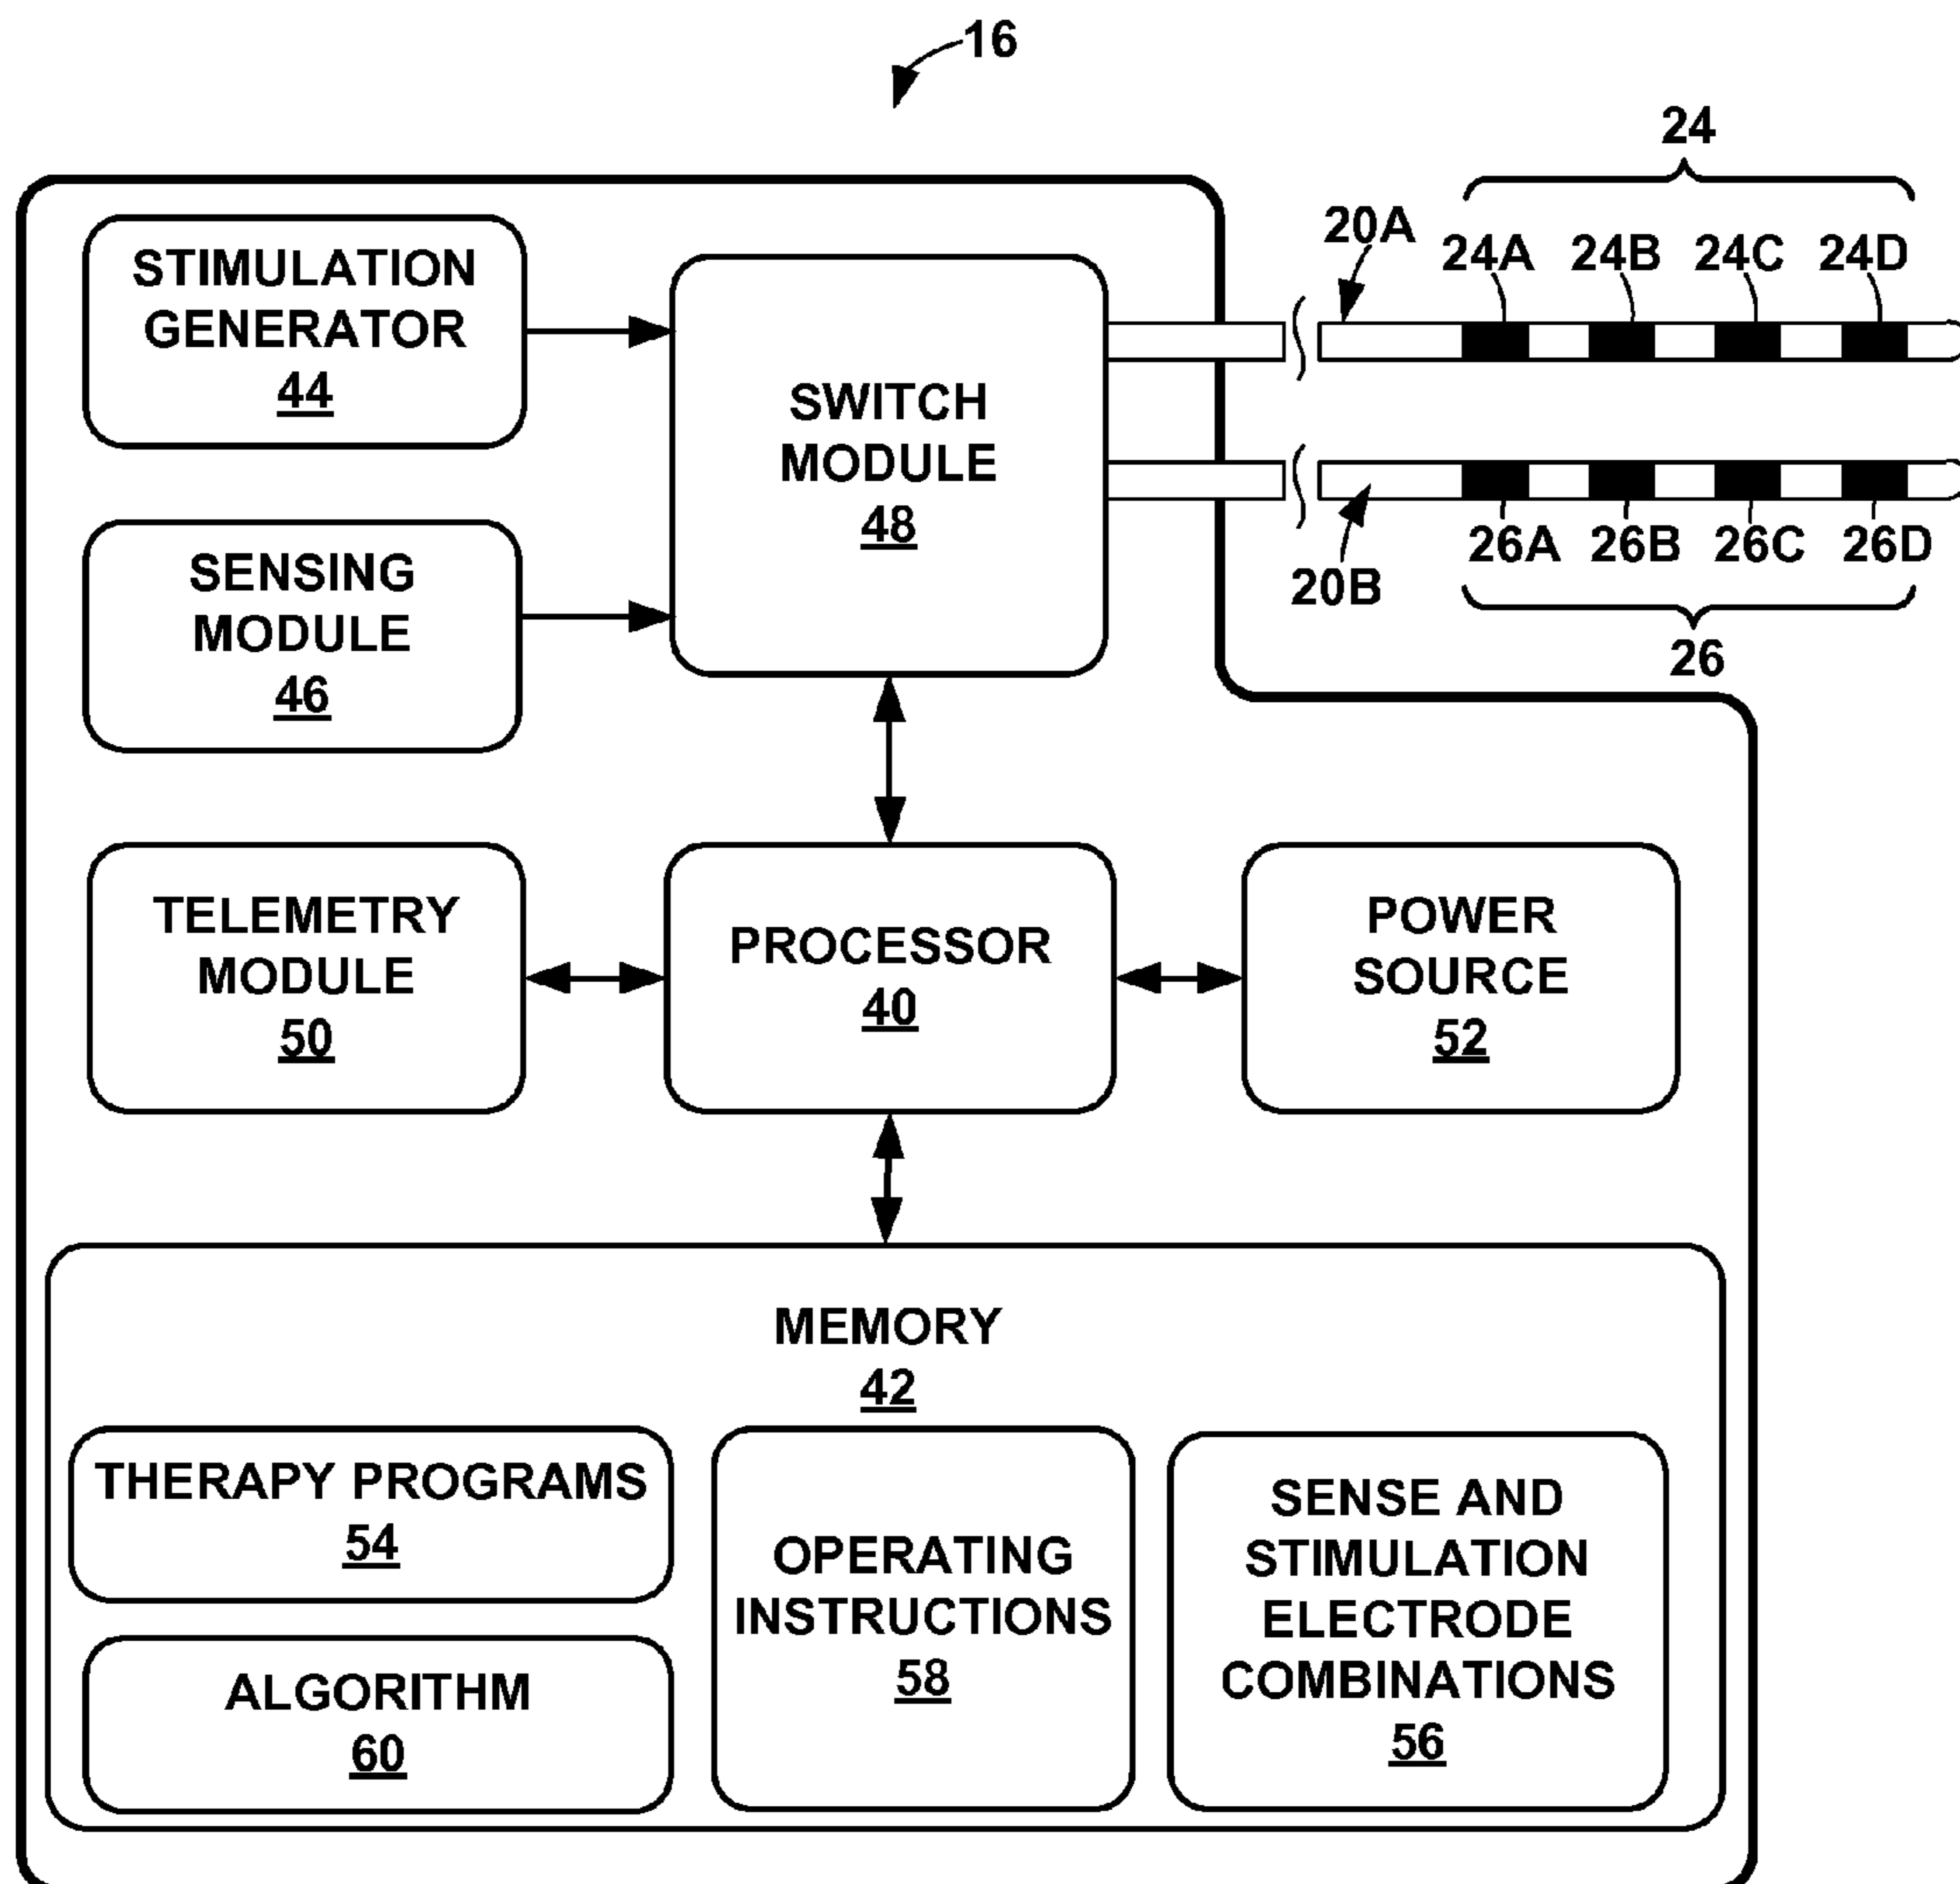 16
24
20A
24A 24B 24C 24D
STIMULATION
GENERATOR
44
SWITCH
MODULE
48
26A 26B 26C 26D
20B
26
SENSING
MODULE
46
TELEMETRY
MODULE
50
PROCESSOR
40
POWER
SOURCE
52
MEMORY
42
THERAPY PROGRAMS
54
ALGORITHM
60
OPERATING
INSTRUCTIONS
58
SENSE AND
STIMULATION
ELECTRODE
COMBINATIONS
56